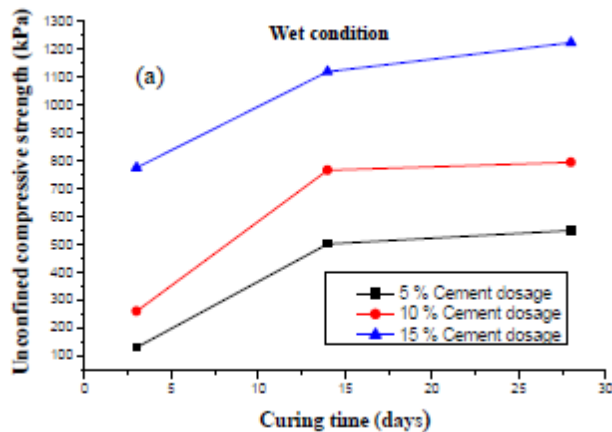 Wet condition
(a)
Unconfined compressive strength (kPa)
1300
1200
1100
1000
900
800
700
600
500
400
300
200
100
0 5 10 15 20 25 30
5 % Cement dosage
10 % Cement dosage
15 % Cement dosage
Curing time (days)